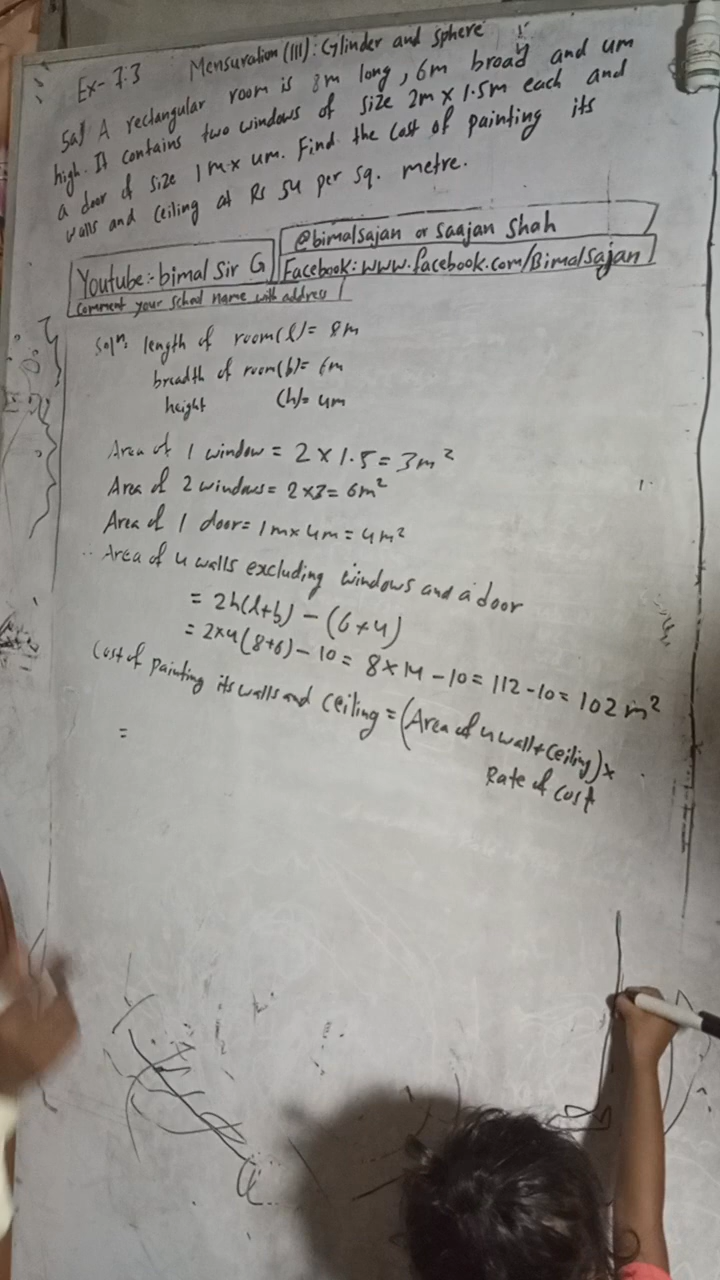 Ex- 7.3 Mensuration (III): Cylinder and sphere
5a) A rectangular room is 8m long, 6m broad and 4m
high. It contains two windows of size 2m × 1.5m each and
a door of size 1m × 4m. Find the cost of painting its
walls and ceiling at Rs 54 per sq. metre.
@bimalsajan or Saajan Shah
Youtube:- bimal Sir G
Facebook: www.facebook.com/Bimalsajan
Comment your school name with address
Solⁿ: length of room(l)= 8m
breadth of room(b)= 6m
height (h)= 4m
Area of 1 window = 2 × 1.5 = 3m²
Area of 2 windows= 2×3= 6m²
Area of 1 door= 1m×4m = 4m²
∴ Area of 4 walls excluding windows and a door
= 2h(l+b) – (6+4)
= 2×4(8+6) – 10 = 8×14 – 10 = 112 - 10 = 102 m²
Cost of painting its walls and ceiling = (Area of 4 wall + ceiling) ×
Rate of cost
=